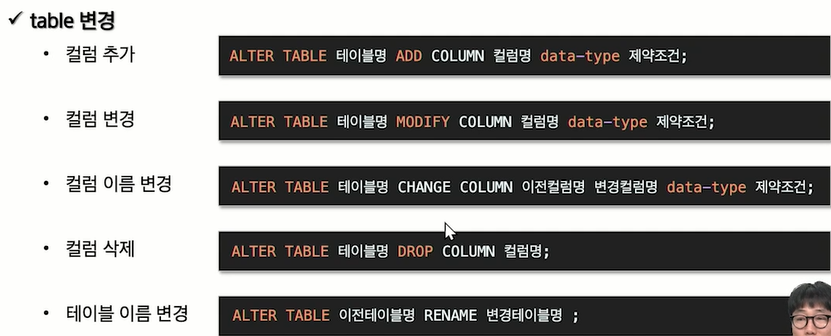 ✓ table 변경
• 컬럼 추가 ALTER TABLE 테이블명 ADD COLUMN 컬럼명 data-type 제약조건;
• 컬럼 변경 ALTER TABLE 테이블명 MODIFY COLUMN 컬럼명 data-type 제약조건;
• 컬럼 이름 변경 ALTER TABLE 테이블명 CHANGE COLUMN 이전컬럼명 변경컬럼명 data-type 제약조건;
• 컬럼 삭제 ALTER TABLE 테이블명 DROP COLUMN 컬럼명;
• 테이블 이름 변경 ALTER TABLE 이전테이블명 RENAME 변경테이블명 ;